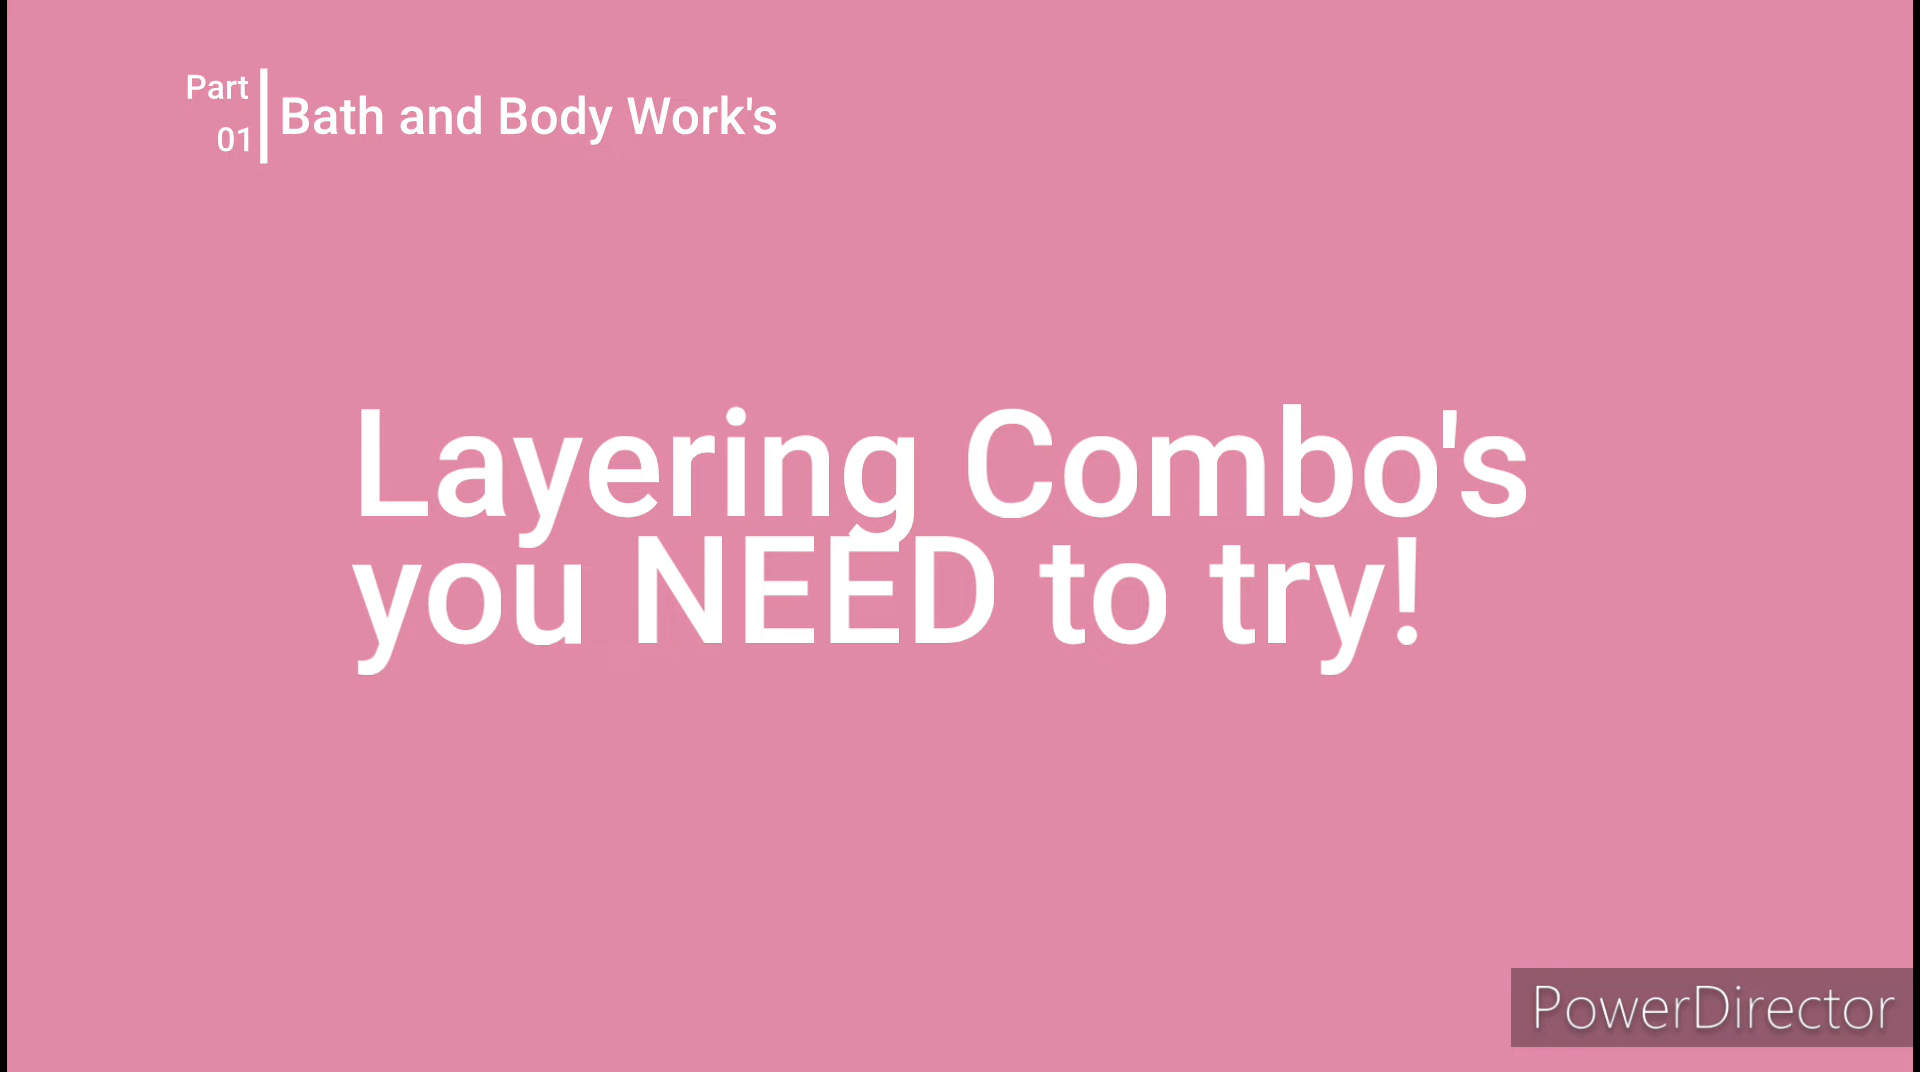 Part
01
Bath and Body Work's
Layering Combo's
you NEED to try!
PowerDirector